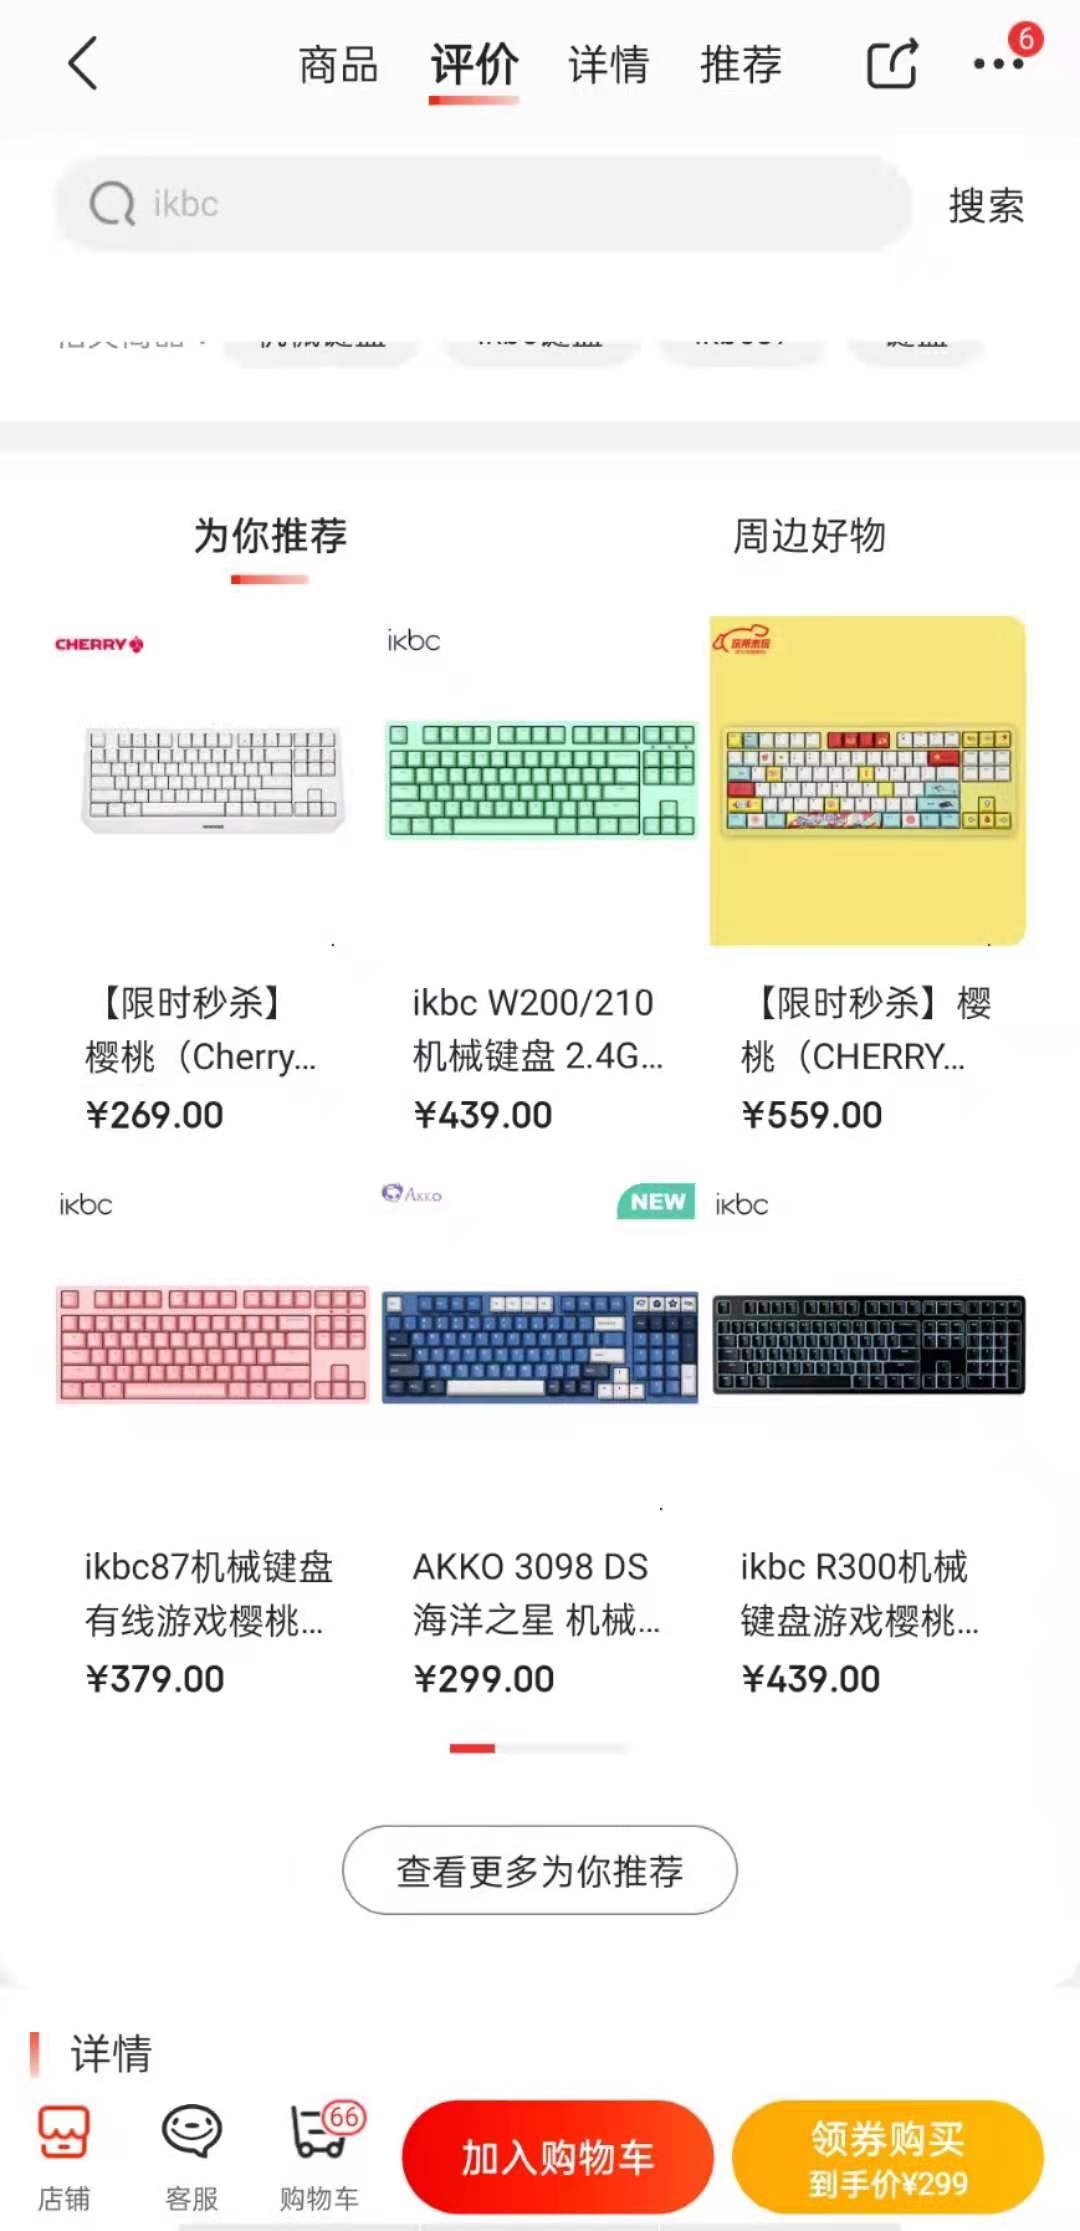 商品 评价 详情 推荐 6
ikbc 搜索
为你推荐 周边好物
CHERRY ikbc
【限时秒杀】
樱桃（Cherry...
¥269.00
ikbc W200/210
机械键盘 2.4G...
¥439.00
【限时秒杀】樱
桃（CHERRY...
¥559.00
ikbc AKKO NEW ikbc
ikbc87机械键盘
有线游戏樱桃...
¥379.00
AKKO 3098 DS
海洋之星 机械...
¥299.00
ikbc R300机械
键盘游戏樱桃...
¥439.00
查看更多为你推荐
详情
店铺 客服 66 购物车
加入购物车
领券购买
到手价¥299